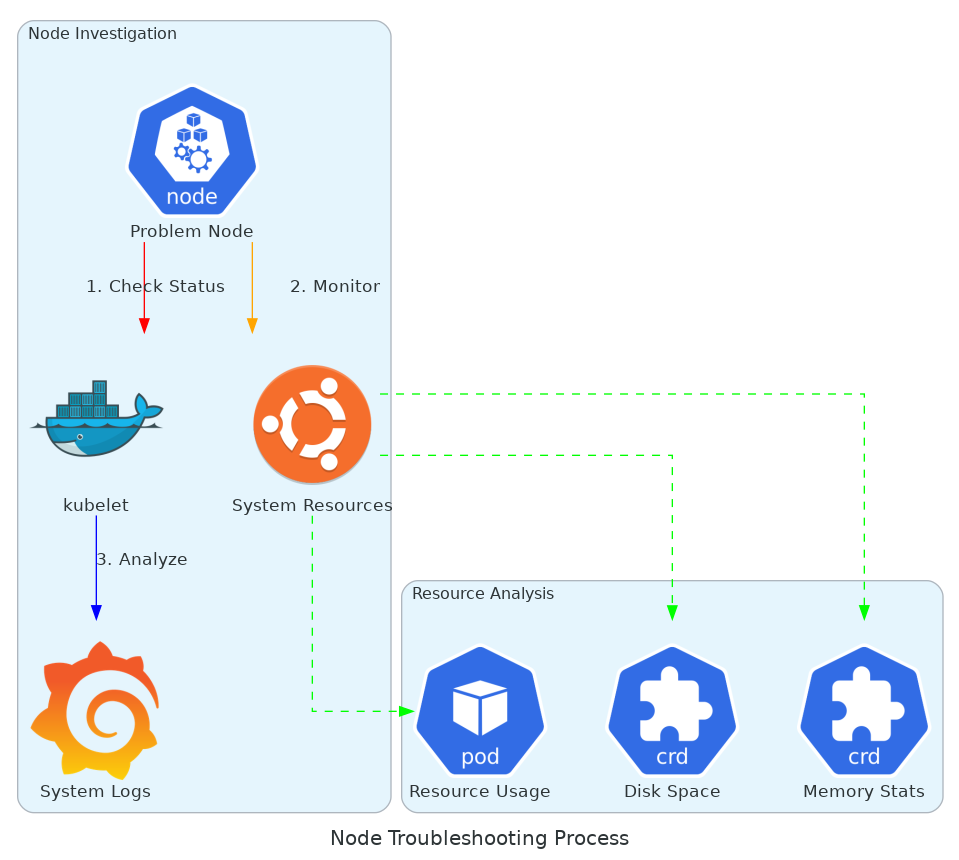 Node Investigation
node
Problem Node
1. Check Status
2. Monitor
kubelet
System Resources
3. Analyze
System Logs
Resource Analysis
pod
Resource Usage
crd
Disk Space
crd
Memory Stats
Node Troubleshooting Process